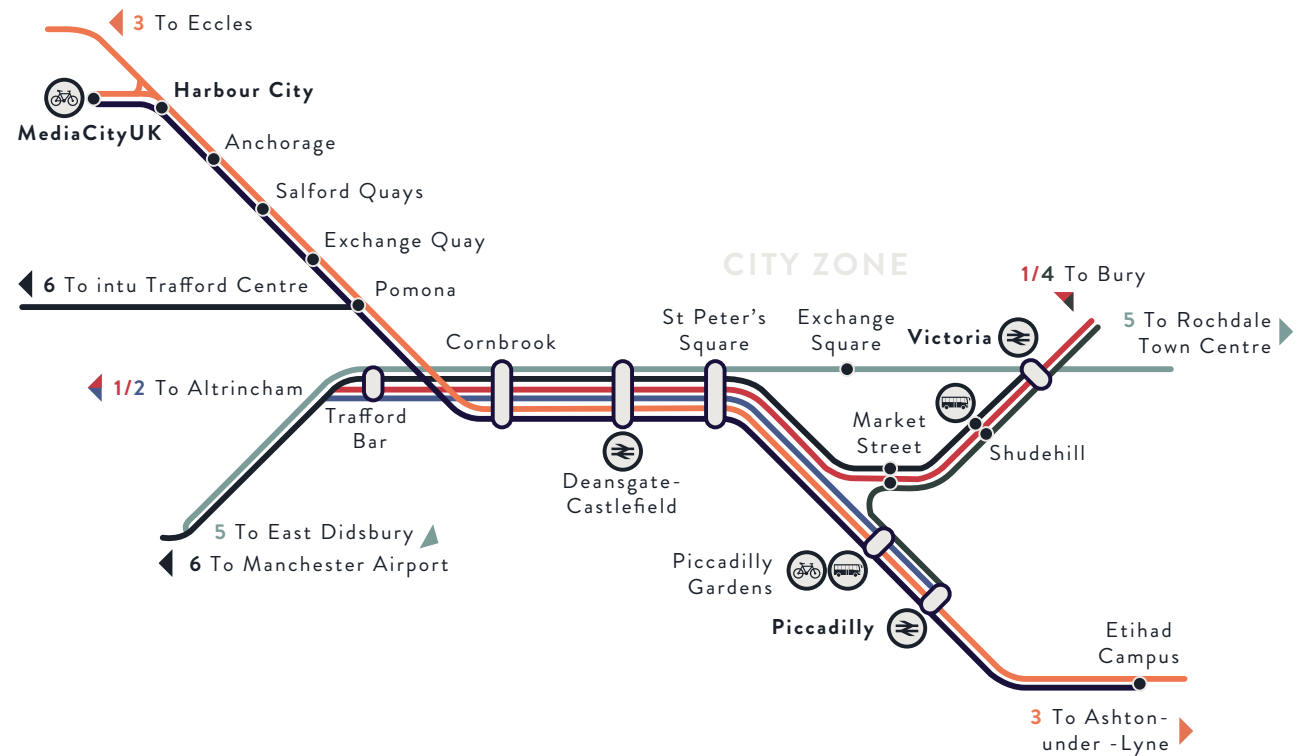 3 To Eccles
Harbour City
MediaCityUK
Anchorage
Salford Quays
Exchange Quay
6 To intu Trafford Centre
Pomona
CITY ZONE
1/4 To Bury
5 To Rochdale
Town Centre
St Peter's
Square
Exchange
Square
Victoria
Cornbrook
1/2 To Altrincham
Trafford
Bar
Market
Street
Shudehill
Deansgate-
Castlefield
5 To East Didsbury
6 To Manchester Airport
Piccadilly
Gardens
Piccadilly
Etihad
Campus
3 To Ashton-
under -Lyne